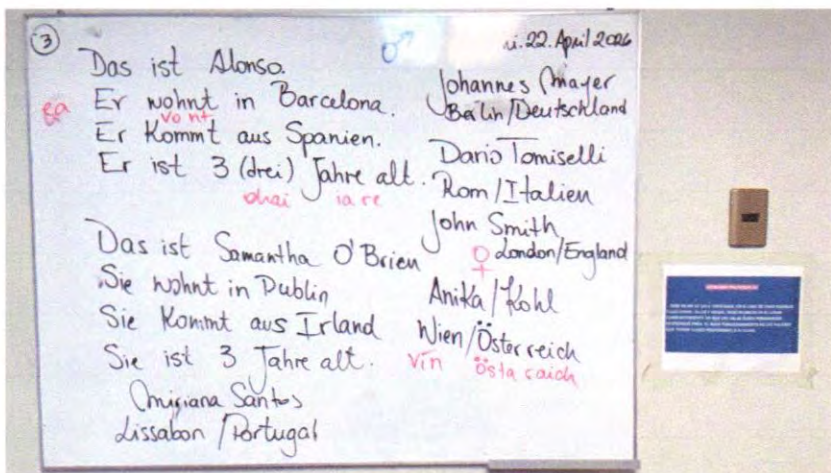 3
Das ist Alonso.
Er wohnt in Barcelona.
ea
vo nt
Er Kommt aus Spanien.
Er ist 3 (drei) Jahre alt.
drai ia re
Das ist Samantha O'Brien
Sie wohnt in Dublin
Sie Kommt aus Irland
Sie ist 3 Jahre alt.
Miriana Santos
Lissabon / Portugal
♂
22. April 2026
Johannes Mayer
Berlin/Deutschland
Dario Tomiselli
Rom/Italien
John Smith
London/England
♀
Anika/Kohl
Wien/Österreich
vín östa raich